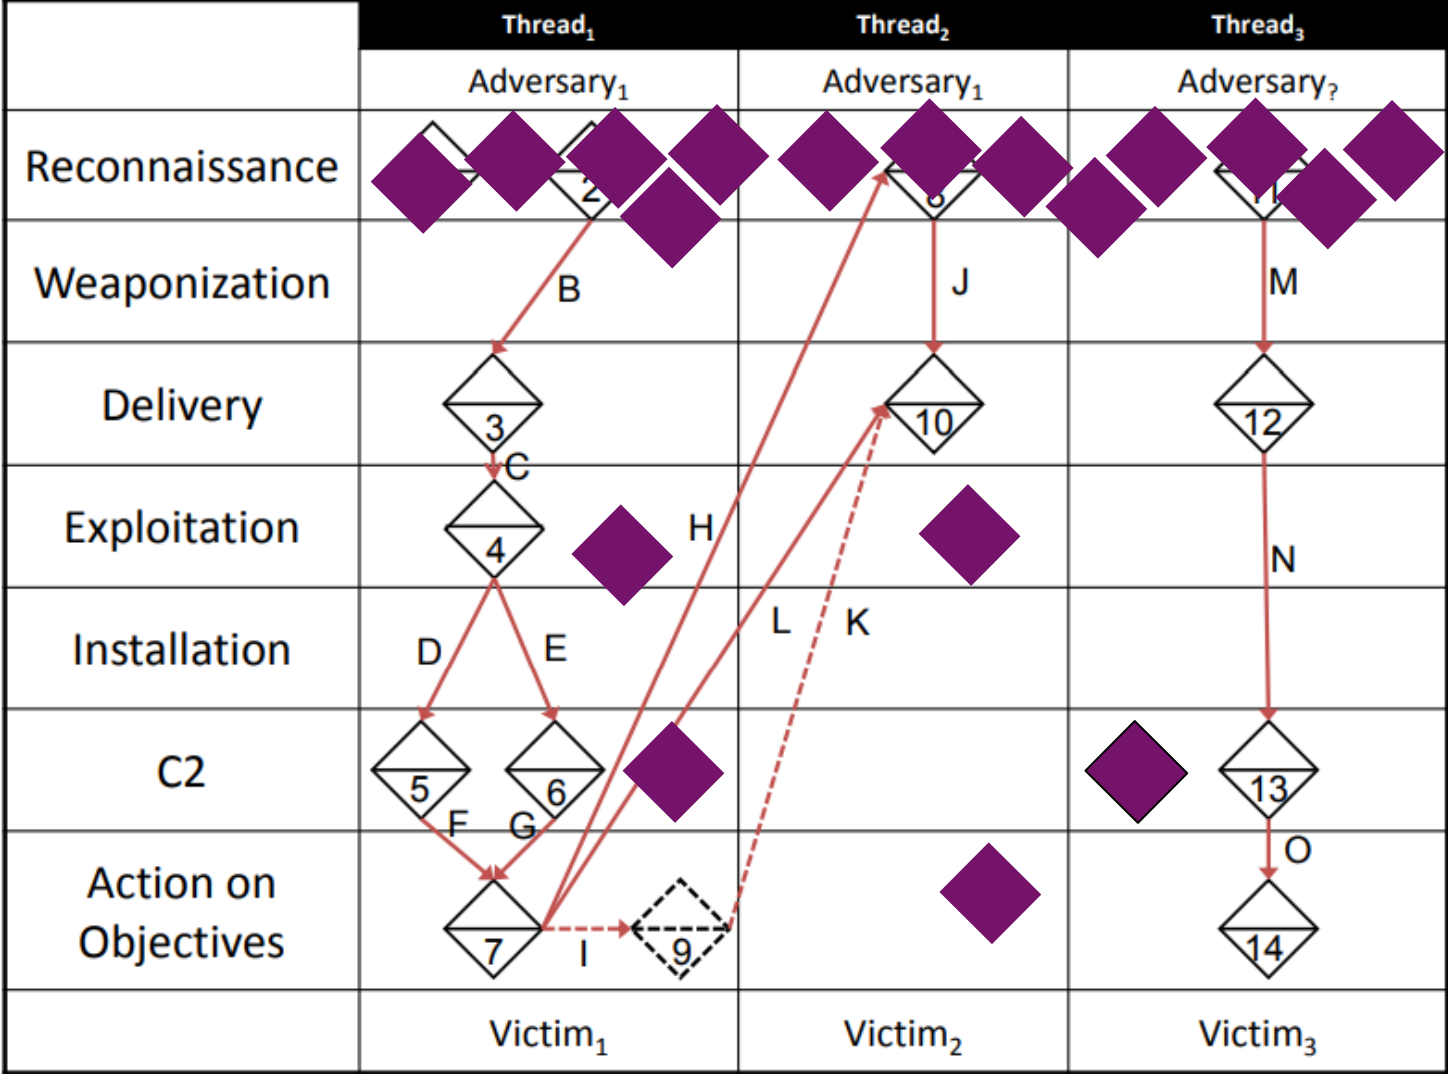 Thread₁ Thread₂ Thread₃
Adversary₁ Adversary₁ Adversary?
Reconnaissance
2
Weaponization B J M
Delivery 3 10 12
C
Exploitation 4 H N
Installation D E L K
C2 5 6 13
F G
O
Action on
Objectives 7 I 9 14
Victim₁ Victim₂ Victim₃